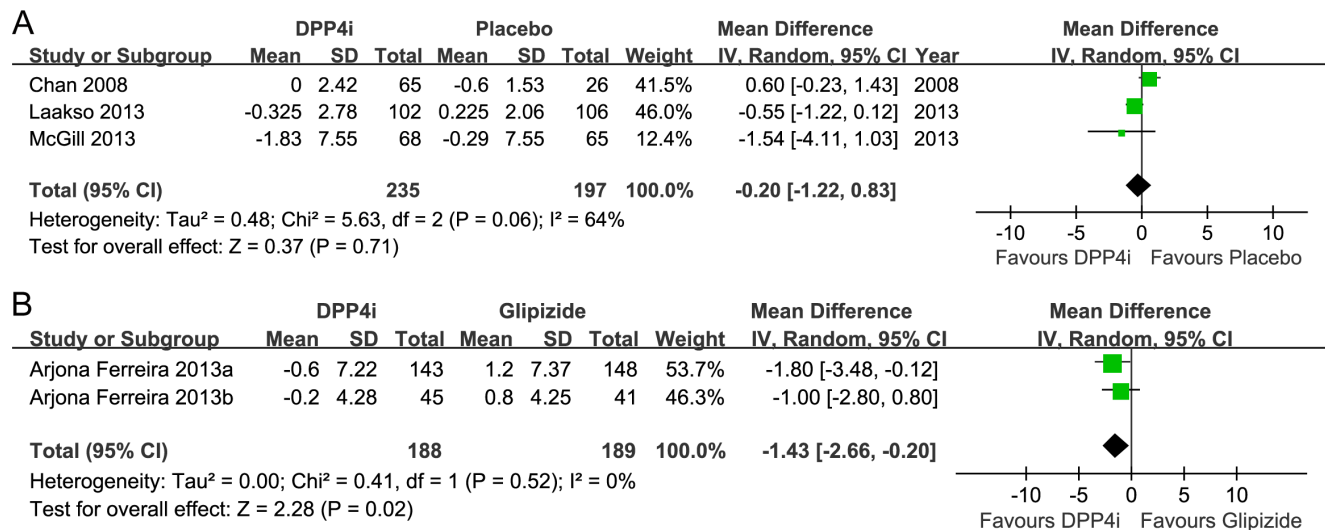 A
DPP4i Placebo Mean Difference Mean Difference
Study or Subgroup Mean SD Total Mean SD Total Weight IV, Random, 95% CI Year IV, Random, 95% CI
Chan 2008 0 2.42 65 -0.6 1.53 26 41.5% 0.60 [-0.23, 1.43] 2008
Laakso 2013 -0.325 2.78 102 0.225 2.06 106 46.0% -0.55 [-1.22, 0.12] 2013
McGill 2013 -1.83 7.55 68 -0.29 7.55 65 12.4% -1.54 [-4.11, 1.03] 2013
Total (95% CI) 235 197 100.0% -0.20 [-1.22, 0.83]
Heterogeneity: Tau² = 0.48; Chi² = 5.63, df = 2 (P = 0.06); I² = 64%
Test for overall effect: Z = 0.37 (P = 0.71)
-10 -5 0 5 10
Favours DPP4i Favours Placebo
B
DPP4i Glipizide Mean Difference Mean Difference
Study or Subgroup Mean SD Total Mean SD Total Weight IV, Random, 95% CI IV, Random, 95% CI
Arjona Ferreira 2013a -0.6 7.22 143 1.2 7.37 148 53.7% -1.80 [-3.48, -0.12]
Arjona Ferreira 2013b -0.2 4.28 45 0.8 4.25 41 46.3% -1.00 [-2.80, 0.80]
Total (95% CI) 188 189 100.0% -1.43 [-2.66, -0.20]
Heterogeneity: Tau² = 0.00; Chi² = 0.41, df = 1 (P = 0.52); I² = 0%
Test for overall effect: Z = 2.28 (P = 0.02)
-10 -5 0 5 10
Favours DPP4i Favours Glipizide